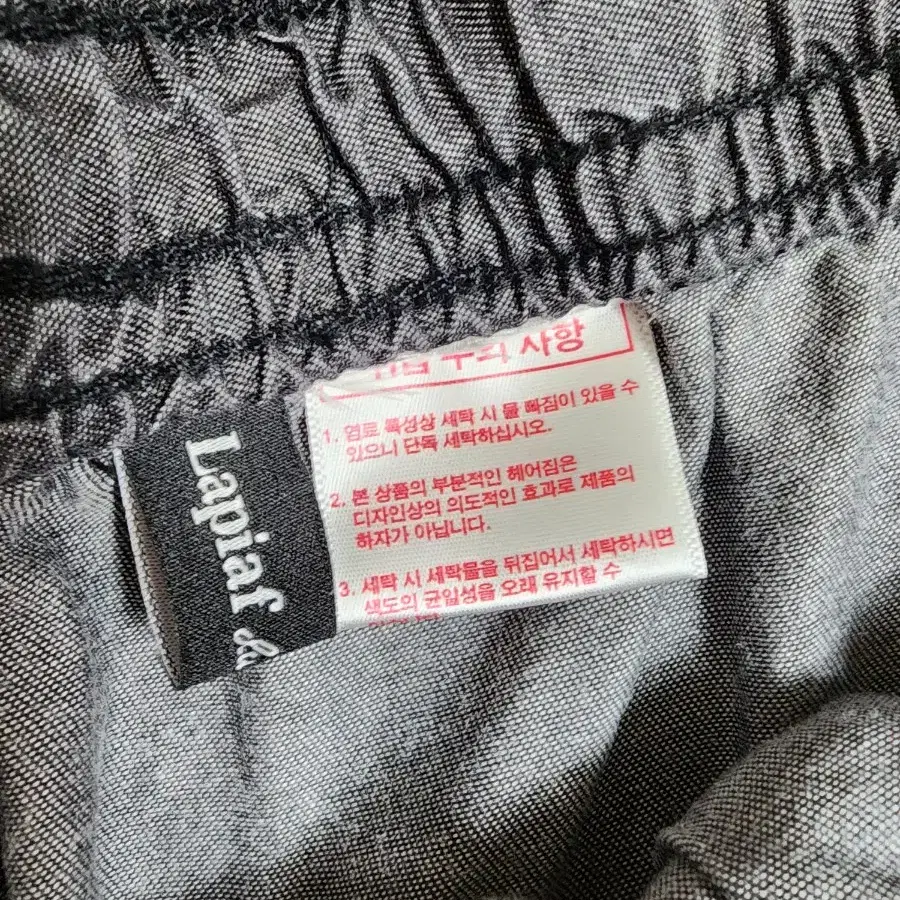 취급 주의 사항
1. 염료 특성상 세탁 시 물 빠짐이 있을 수
있으니 단독 세탁하십시오.
2. 본 상품의 부분적인 헤어짐은
디자인상의 의도적인 효과로 제품의
하자가 아닙니다.
3. 세탁 시 세탁물을 뒤집어서 세탁하시면
색도의 균일성을 오래 유지할 수
Lapiaf &